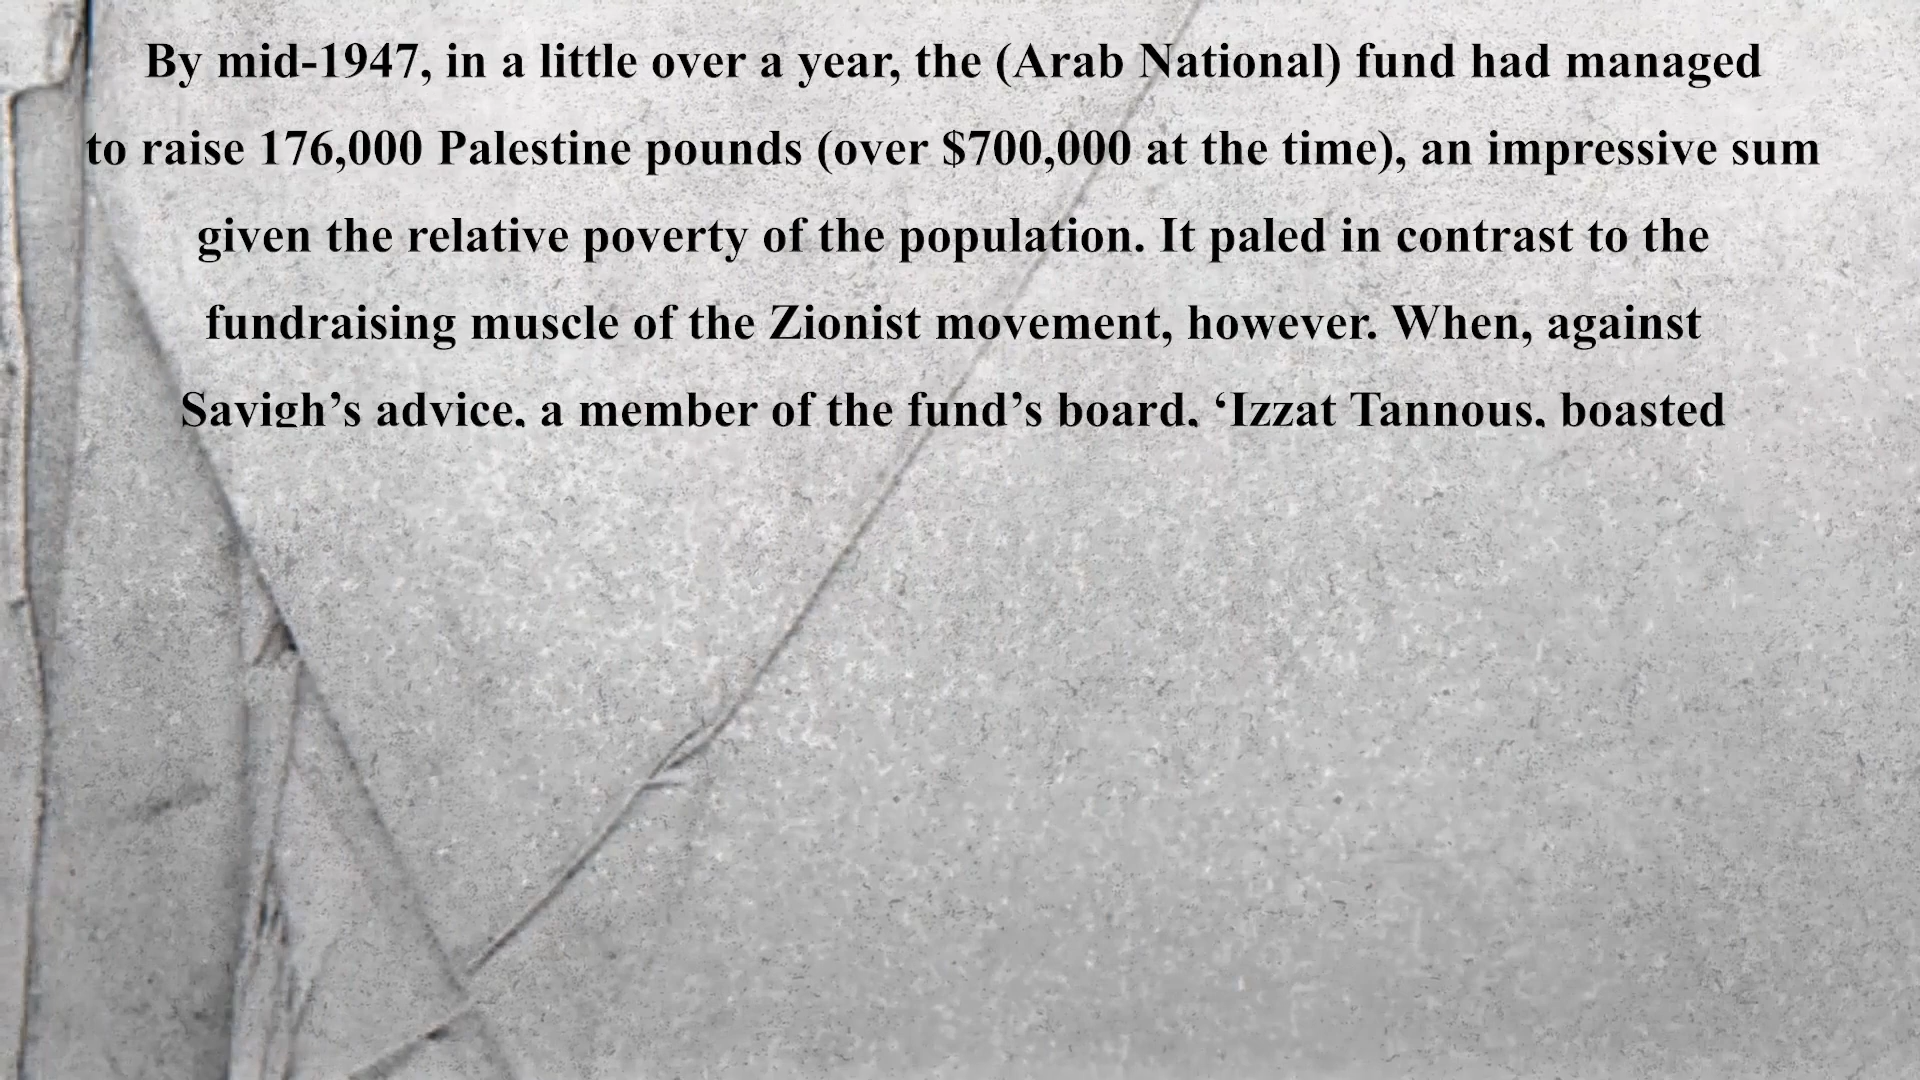 By mid-1947, in a little over a year, the (Arab National) fund had managed
to raise 176,000 Palestine pounds (over $700,000 at the time), an impressive sum
given the relative poverty of the population. It paled in contrast to the
fundraising muscle of the Zionist movement, however. When, against
Sayigh’s advice, a member of the fund’s board, ‘Izzat Tannous, boasted